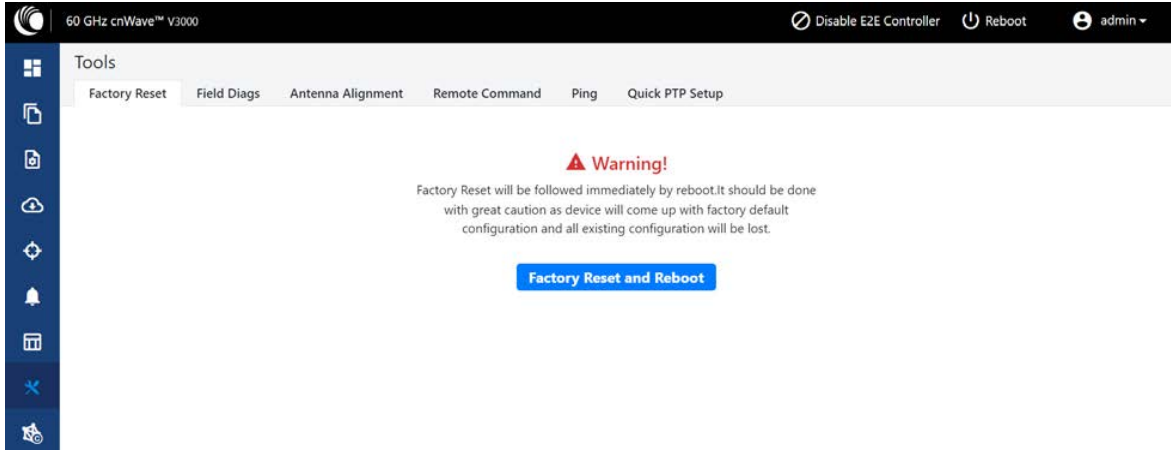 60 GHz cnWave™ V3000
Disable E2E Controller
Reboot
admin
Tools
Factory Reset
Field Diags
Antenna Alignment
Remote Command
Ping
Quick PTP Setup
Warning!
Factory Reset will be followed immediately by reboot.It should be done
with great caution as device will come up with factory default
configuration and all existing configuration will be lost.
Factory Reset and Reboot